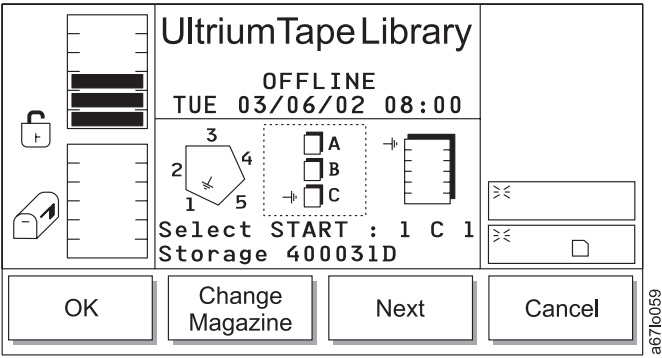 UltriumTape Library
OFFLINE
TUE 03/06/02 08:00
3
A
2
4
B
1
5
C
Select START : 1 C 1
Storage 400031D
OK
Change
Magazine
Next
Cancel
a67lo059